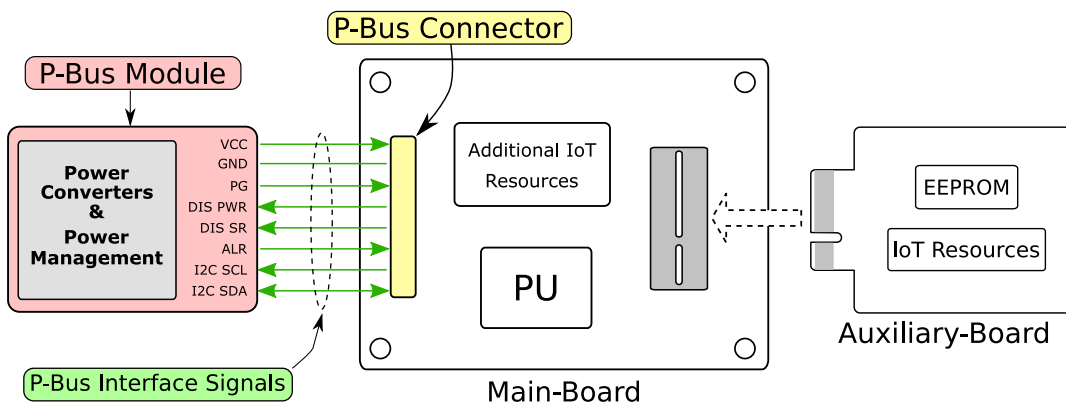 P-Bus Connector
P-Bus Module
VCC
GND
PG
DIS PWR
DIS SR
ALR
I2C SCL
I2C SDA
Power
Converters
&
Power
Management
Additional IoT
Resources
PU
EEPROM
IoT Resources
Auxiliary-Board
P-Bus Interface Signals
Main-Board